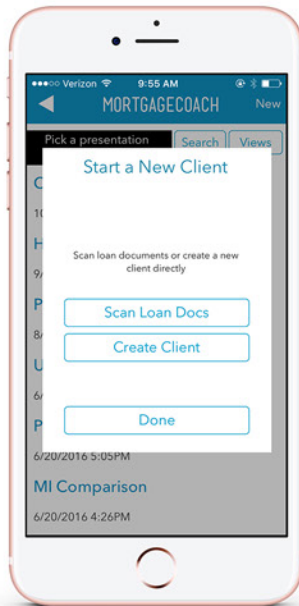 Verizon 9:55 AM
MORTGAGECOACH New
Pick a presentation Search Views
Start a New Client
Scan loan documents or create a new
client directly
Scan Loan Docs
Create Client
Done
6/20/2016 5:05PM
MI Comparison
6/20/2016 4:26PM